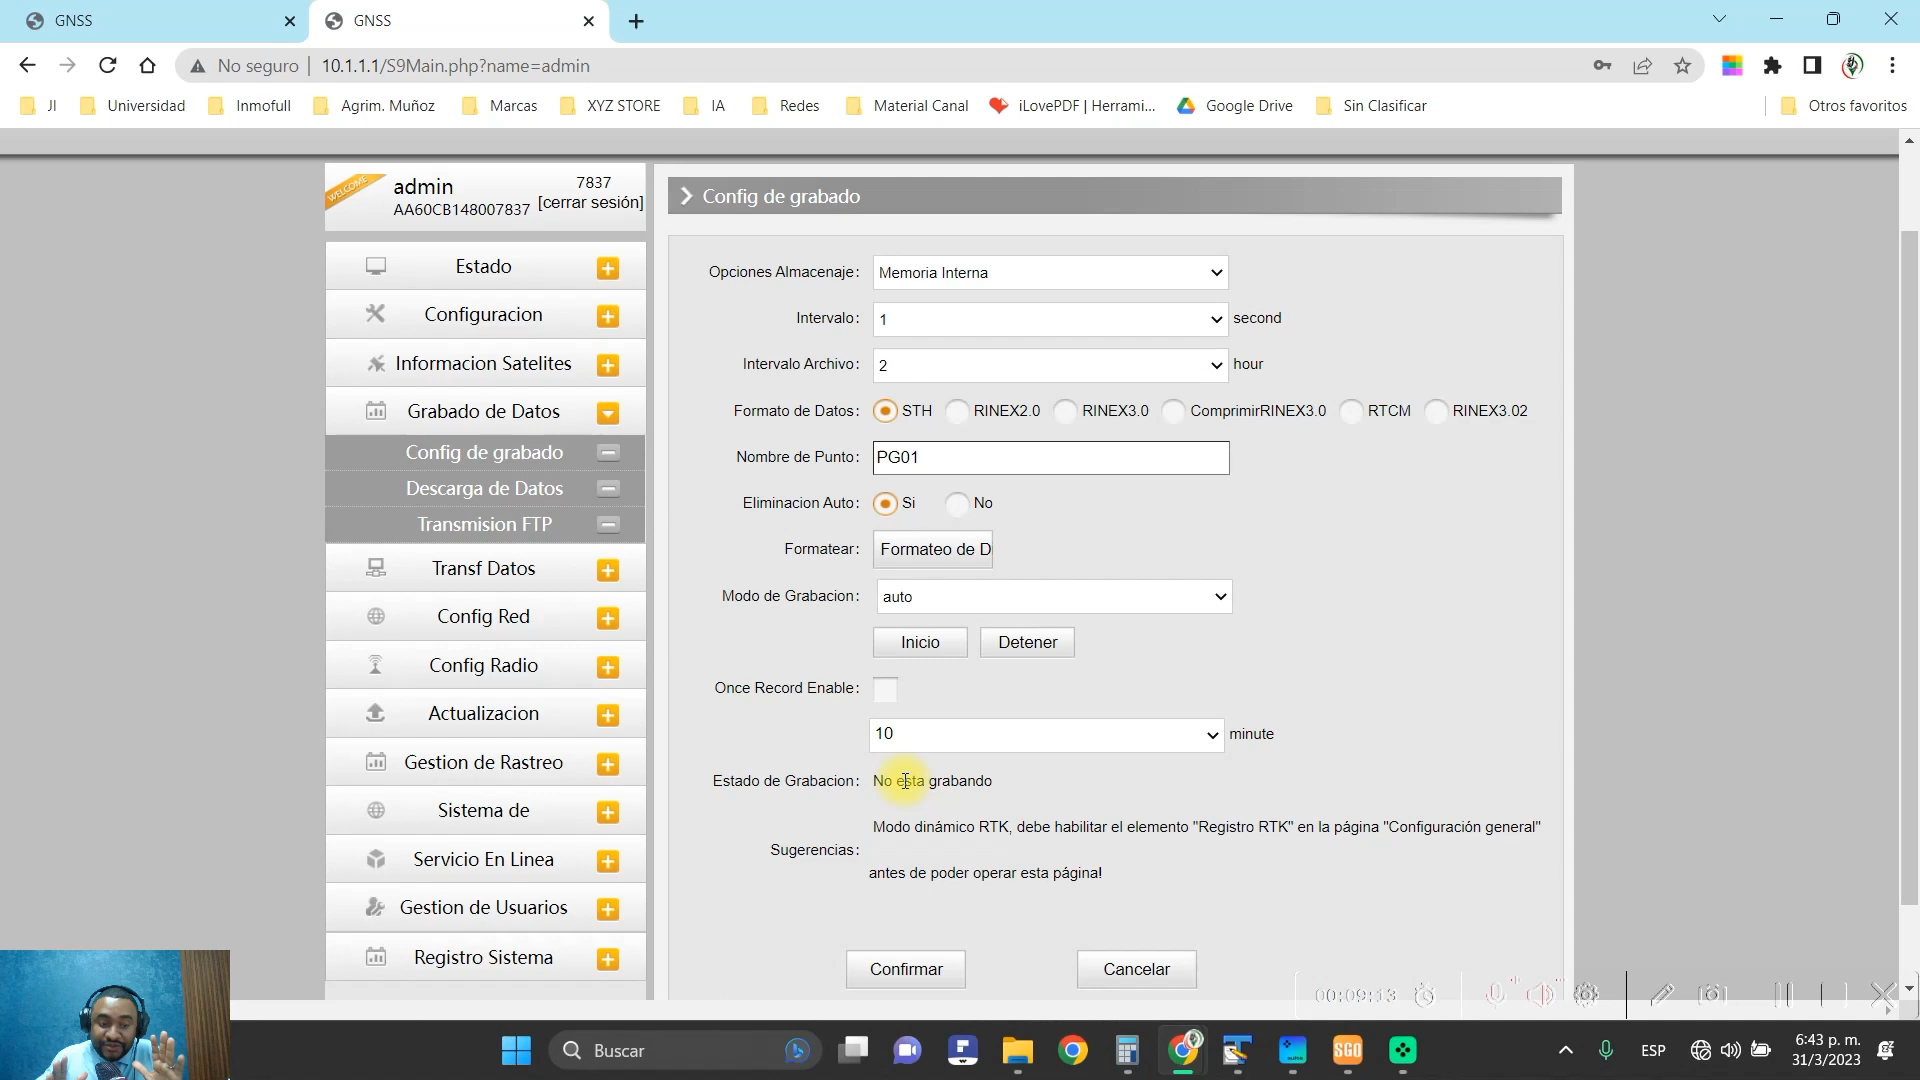 GNSS
GNSS
No seguro | 10.1.1.1/S9Main.php?name=admin
JI
Universidad
Inmofull
Agrim. Muñoz
Marcas
XYZ STORE
IA
Redes
Material Canal
iLovePDF | Herrami...
Google Drive
Sin Clasificar
Otros favoritos
WELCOME
admin
7837
AA60CB148007837
[cerrar sesión]
Estado
Configuracion
Informacion Satelites
Grabado de Datos
Config de grabado
Descarga de Datos
Transmision FTP
Transf Datos
Config Red
Config Radio
Actualizacion
Gestion de Rastreo
Sistema de
Servicio En Linea
Gestion de Usuarios
Registro Sistema
Config de grabado
Opciones Almacenaje: Memoria Interna
Intervalo: 1 second
Intervalo Archivo: 2 hour
Formato de Datos: STH RINEX2.0 RINEX3.0 ComprimirRINEX3.0 RTCM RINEX3.02
Nombre de Punto: PG01
Eliminacion Auto: Si No
Formatear: Formateo de D
Modo de Grabacion: auto
Inicio Detener
Once Record Enable:
10 minute
Estado de Grabacion: No esta grabando
Modo dinámico RTK, debe habilitar el elemento "Registro RTK" en la página "Configuración general"
Sugerencias:
antes de poder operar esta página!
Confirmar Cancelar
00:09:13
Buscar
SGO
ESP
6:43 p. m.
31/3/2023